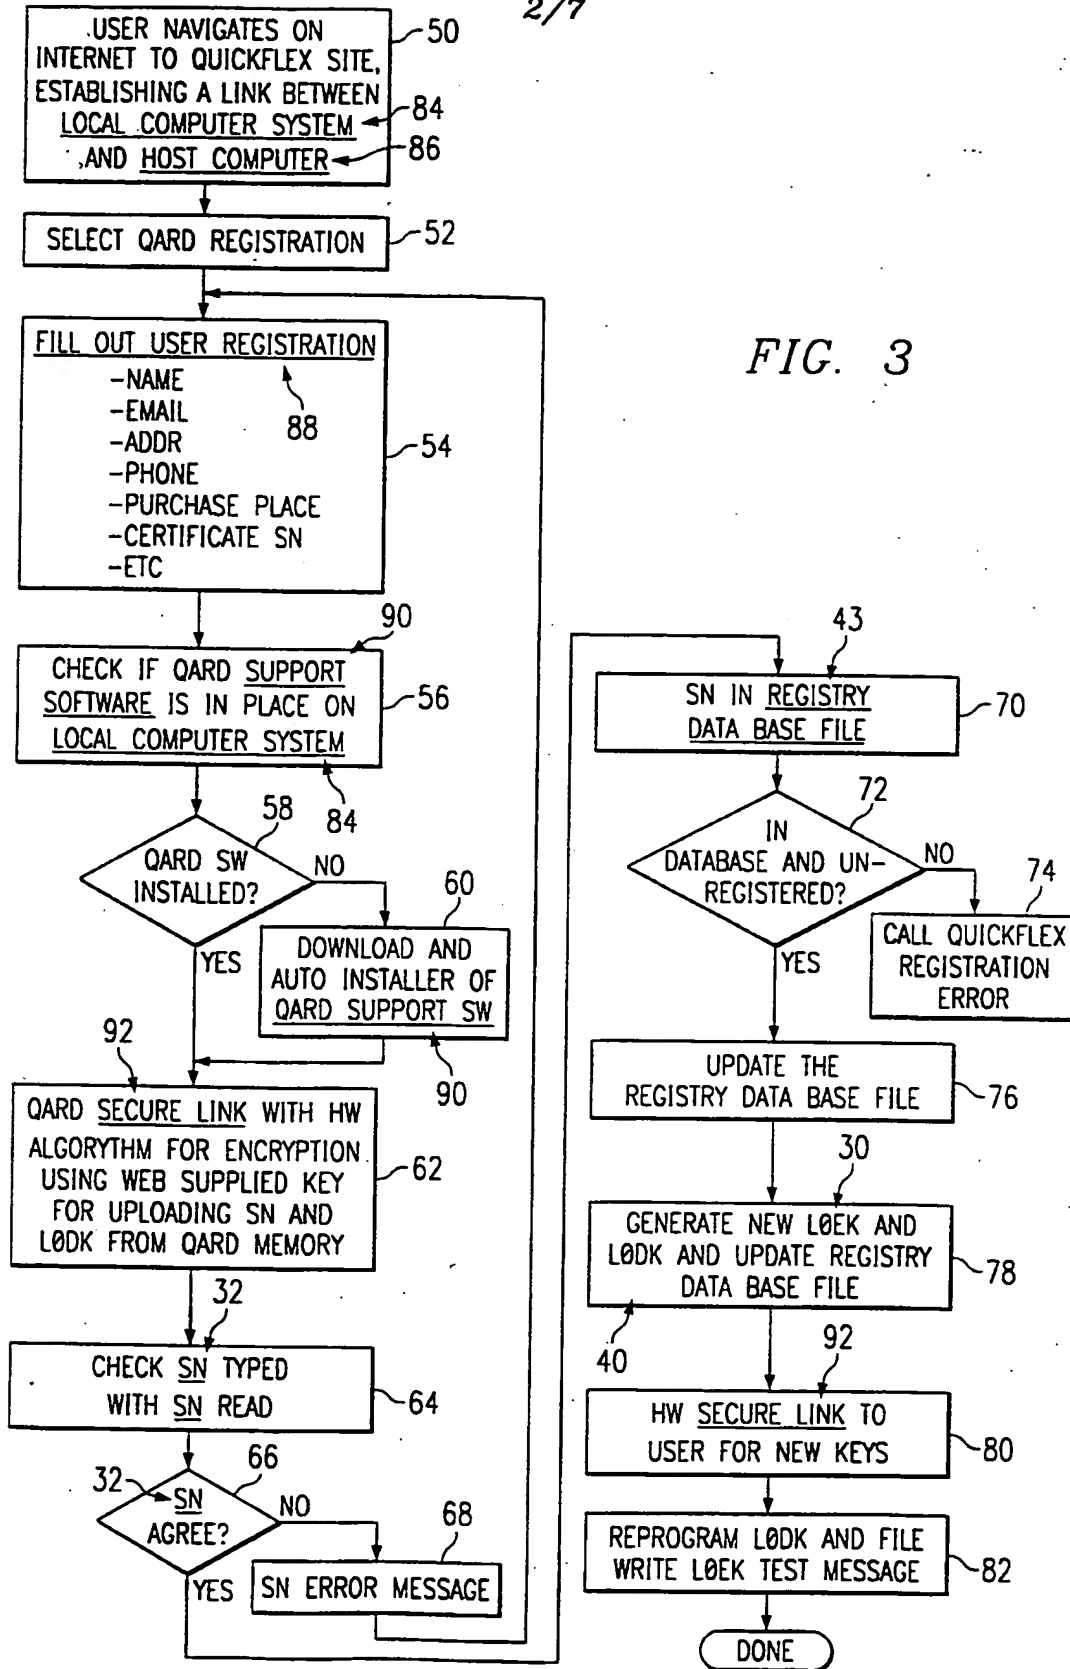 2/7
USER NAVIGATES ON
INTERNET TO QUICKFLEX SITE,
ESTABLISHING A LINK BETWEEN
LOCAL COMPUTER SYSTEM
AND HOST COMPUTER
50
84
86
SELECT QARD REGISTRATION
52
FILL OUT USER REGISTRATION
-NAME
-EMAIL
-ADDR
-PHONE
-PURCHASE PLACE
-CERTIFICATE SN
-ETC
88
54
FIG. 3
90
CHECK IF QARD SUPPORT
SOFTWARE IS IN PLACE ON
LOCAL COMPUTER SYSTEM
56
84
58
QARD SW
INSTALLED?
NO
YES
60
DOWNLOAD AND
AUTO INSTALLER OF
QARD SUPPORT SW
90
92
QARD SECURE LINK WITH HW
ALGORYTHM FOR ENCRYPTION
USING WEB SUPPLIED KEY
FOR UPLOADING SN AND
LØDK FROM QARD MEMORY
62
32
CHECK SN TYPED
WITH SN READ
64
66
32
SN
AGREE?
NO
YES
68
SN ERROR MESSAGE
43
SN IN REGISTRY
DATA BASE FILE
70
72
IN
DATABASE AND UN-
REGISTERED?
NO
YES
74
CALL QUICKFLEX
REGISTRATION
ERROR
UPDATE THE
REGISTRY DATA BASE FILE
76
30
GENERATE NEW LØEK AND
LØDK AND UPDATE REGISTRY
DATA BASE FILE
78
40
92
HW SECURE LINK TO
USER FOR NEW KEYS
80
REPROGRAM LØDK AND FILE
WRITE LØEK TEST MESSAGE
82
DONE